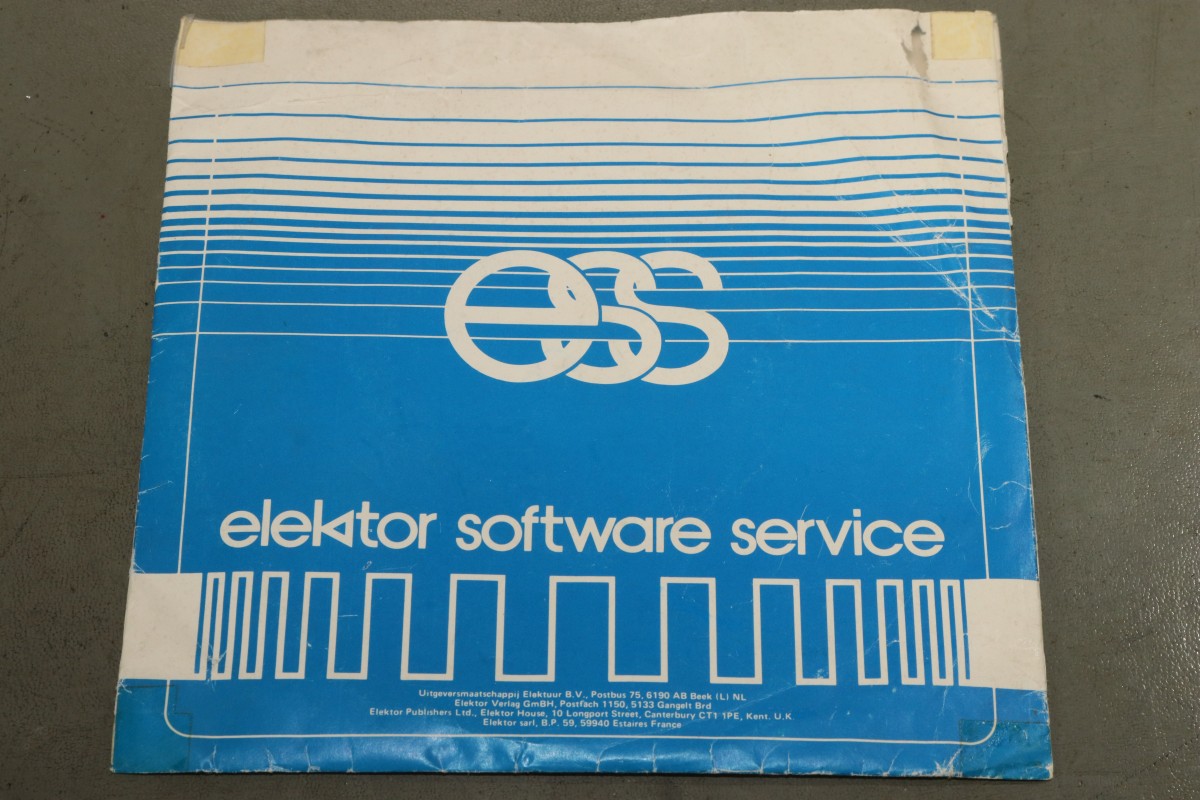 ess
elektor software service
Uitgeversmaatschappij Elektuur B.V., Postbus 75, 6190 AB Beek (L) NL
Elektor Verlag GmBH, Postfach 1150, 5133 Gangelt Brd
Elektor Publishers Ltd., Elektor House, 10 Longport Street, Canterbury CT1 1PE, Kent. U.K.
Elektor sarl, B.P. 59, 59940 Estaires France